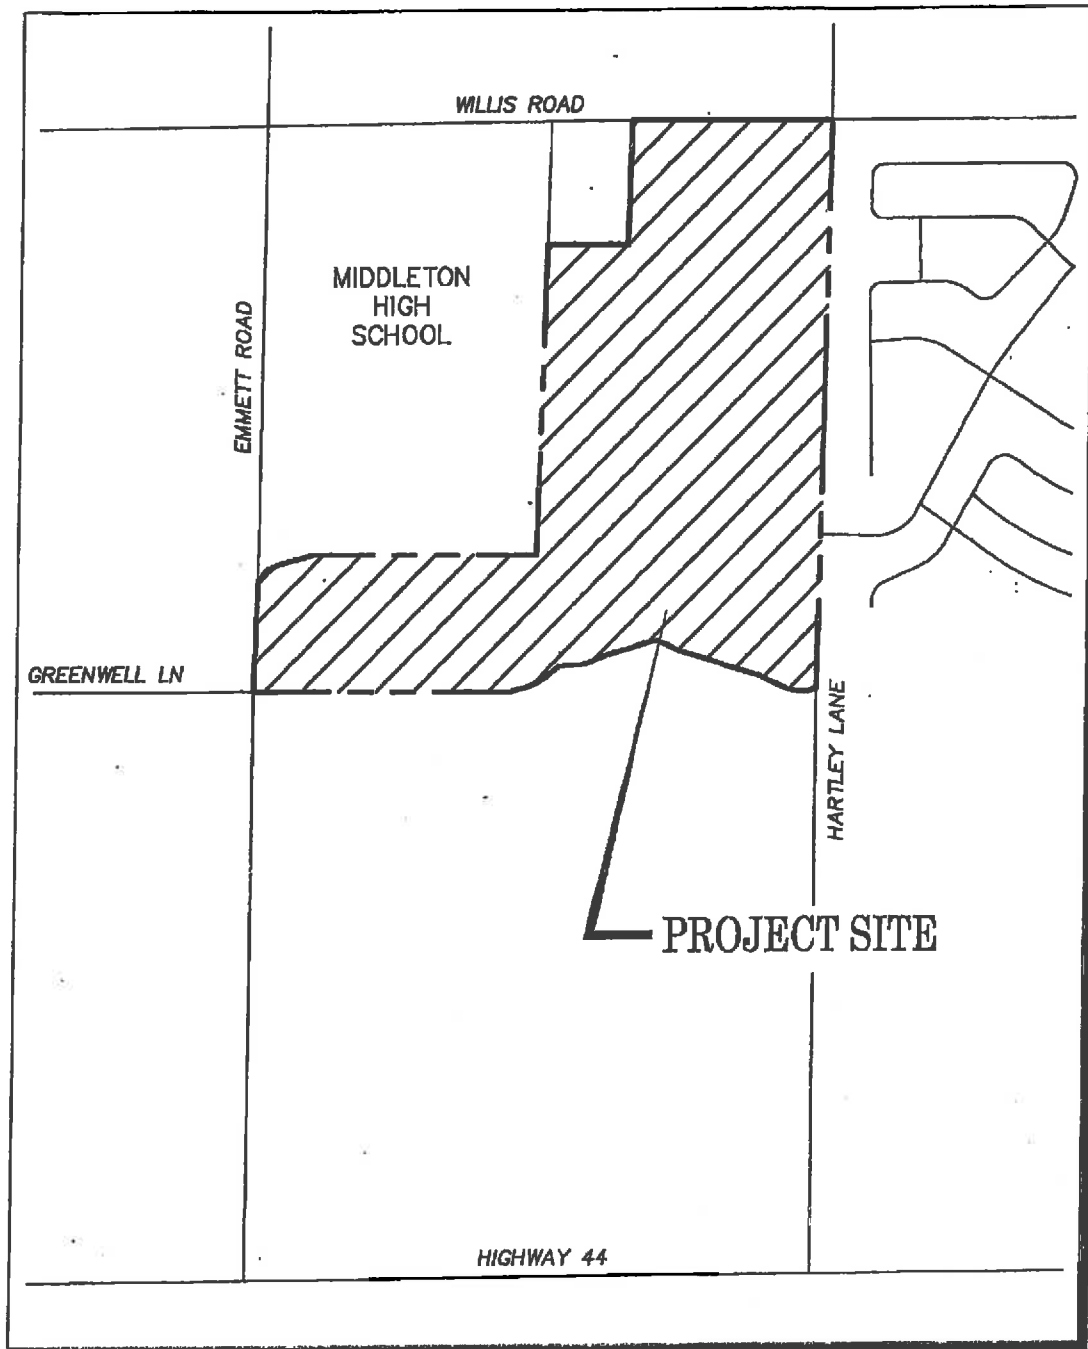 WILLIS ROAD
MIDDLETON
HIGH
SCHOOL
EMMETT ROAD
GREENWELL LN
HARTLEY LANE
PROJECT SITE
HIGHWAY 44